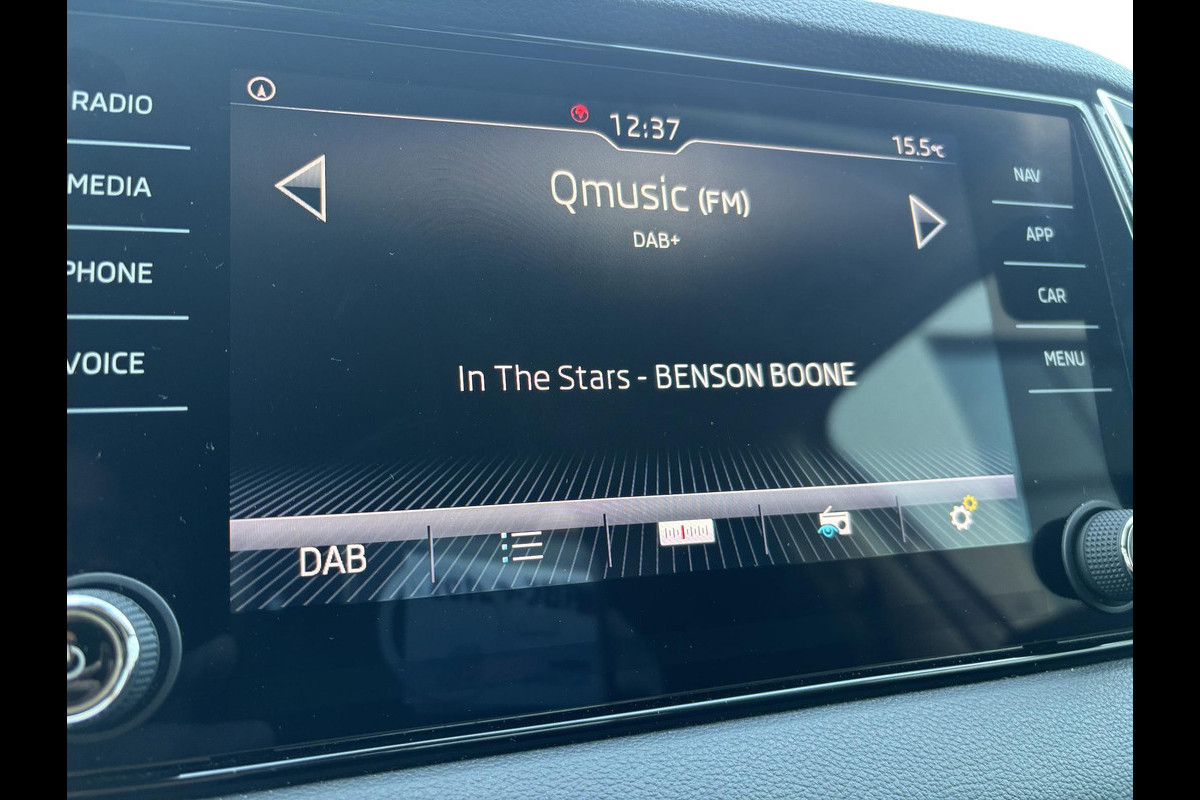 RADIO
MEDIA
PHONE
VOICE
12:37
15.5°C
Qmusic (FM)
DAB+
In The Stars - BENSON BOONE
DAB
NAV
APP
CAR
MENU